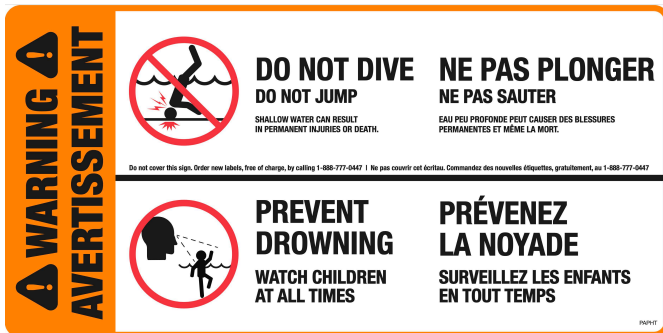 WARNING
AVERTISSEMENT
DO NOT DIVE
DO NOT JUMP
SHALLOW WATER CAN RESULT
IN PERMANENT INJURIES OR DEATH.
NE PAS PLONGER
NE PAS SAUTER
EAU PEU PROFONDE PEUT CAUSER DES BLESSURES
PERMANENTES ET MÊME LA MORT.
Do not cover this sign. Order new labels, free of charge, by calling 1-888-777-0447 | Ne pas couvrir cet écritau. Commandez des nouvelles étiquettes, gratuitement, au 1-888-777-0447
PREVENT
DROWNING
WATCH CHILDREN
AT ALL TIMES
PRÉVENEZ
LA NOYADE
SURVEILLEZ LES ENFANTS
EN TOUT TEMPS
PAPHT